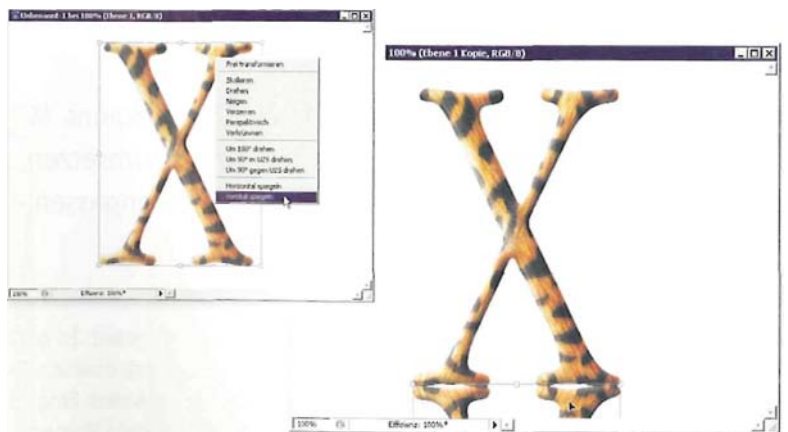 Unbenannt-1 bei 100% (Ebene 1, RGB/8)
Frei transformieren
Skalieren
Drehen
Neigen
Verzerren
Perspektivisch
Verkrümmen
Um 180° drehen
Um 90° im UZS drehen
Um 90° gegen UZS drehen
Horizontal spiegeln
Vertikal spiegeln
100%
Effizienz: 100%*
100% (Ebene 1 Kopie, RGB/8)
X
X
100%
Effizienz: 100%*